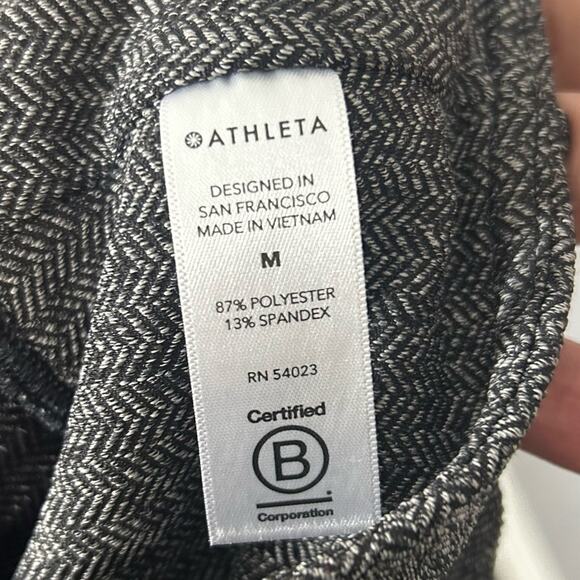 ATHLETA
DESIGNED IN
SAN FRANCISCO
MADE IN VIETNAM
M
87% POLYESTER
13% SPANDEX
RN 54023
Certified
B
Corporation